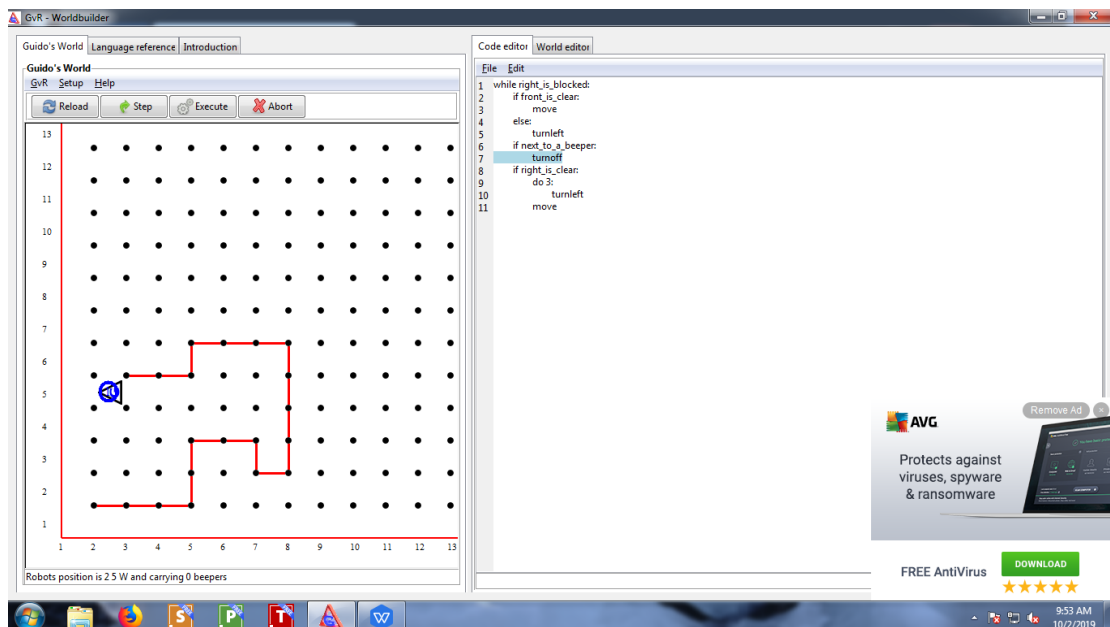 GvR - Worldbuilder
Guido's World Language reference Introduction
Guido's World
GvR Setup Help
Reload Step Execute Abort
13
12
11
10
9
8
7
6
5
4
3
2
1
1 2 3 4 5 6 7 8 9 10 11 12 13
Robots position is 2 5 W and carrying 0 beepers
Code editor World editor
File Edit
1 while right_is_blocked:
2 if front_is_clear:
3 move
4 else:
5 turnleft
6 if next_to_a_beeper:
7 turnoff
8 if right_is_clear:
9 do 3:
10 turnleft
11 move
Remove Ad
AVG
Protects against
viruses, spyware
& ransomware
FREE AntiVirus
DOWNLOAD
S P T W
9:53 AM
10/2/2019